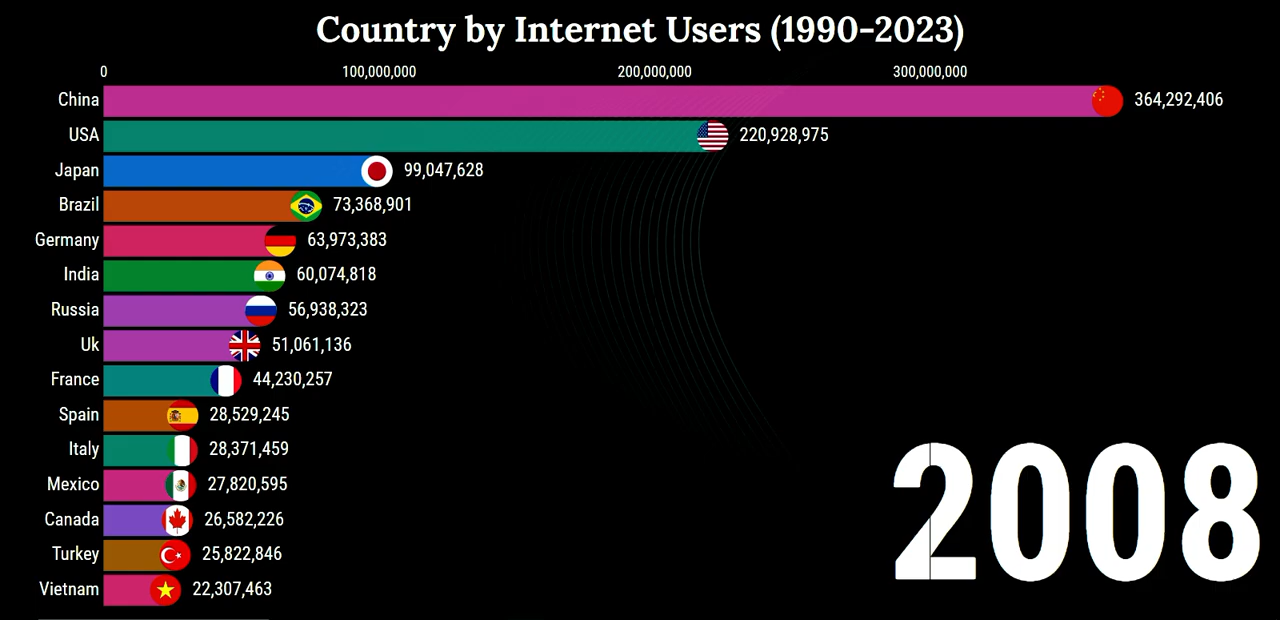 Country by Internet Users (1990-2023)
0 100,000,000 200,000,000 300,000,000
China 364,292,406
USA 220,928,975
Japan 99,047,628
Brazil 73,368,901
Germany 63,973,383
India 60,074,818
Russia 56,938,323
Uk 51,061,136
France 44,230,257
Spain 28,529,245
Italy 28,371,459
Mexico 27,820,595
Canada 26,582,226
Turkey 25,822,846
Vietnam 22,307,463
2008